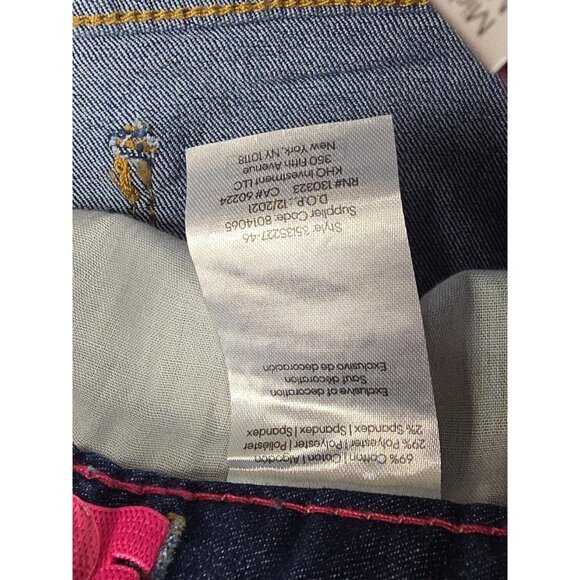 69% Cotton | Coton | Algodon
29% Polyester | Polyester | Poliéster
2% Spandex | Spandex | Spandex
Exclusive of decoration
Sauf décoration
Exclusivo de decoración
Style: 35135227-46
Supplier Code: 8014065
D.O.P.: 12/2021
RN# 130323 CA# 60224
KHQ Investment LLC
350 Fifth Avenue
New York, NY 10118